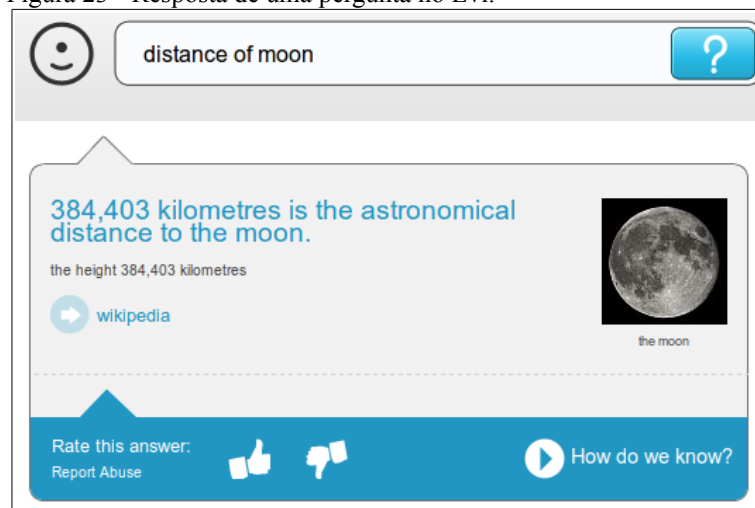 Figura 23 - Resposta de uma pergunta no Evi.
distance of moon
?
384,403 kilometres is the astronomical
distance to the moon.
the height 384,403 kilometres
wikipedia
the moon
Rate this answer:
Report Abuse
How do we know?